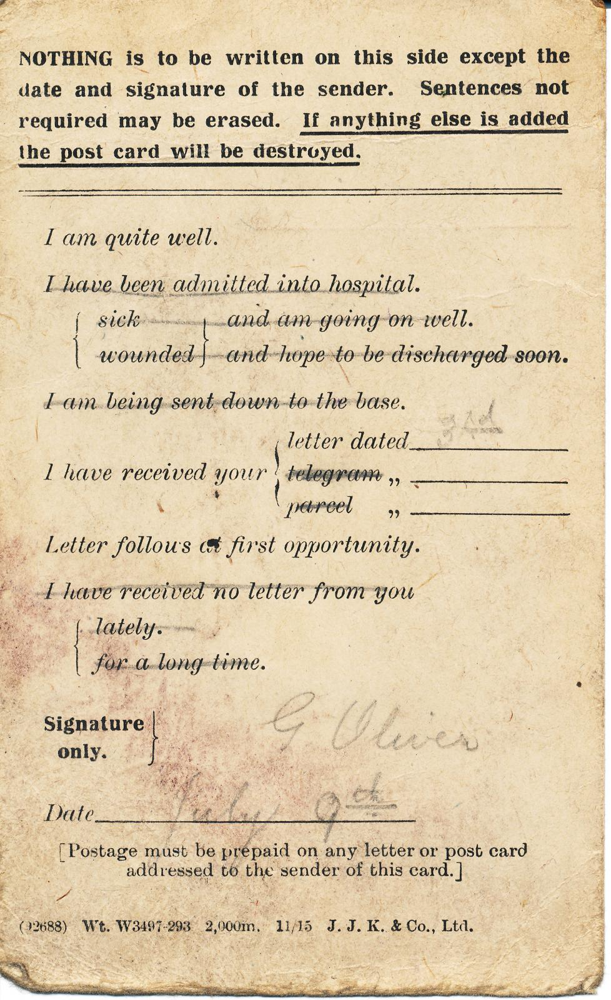 NOTHING is to be written on this side except the
date and signature of the sender. Sentences not
required may be erased. If anything else is added
the post card will be destroyed.
I am quite well.
I have been admitted into hospital.
sick and am going on well.
wounded and hope to be discharged soon.
I am being sent down to the base.
letter dated 3rd
I have received your telegram „
parcel „
Letter follows at first opportunity.
I have received no letter from you
lately.
for a long time.
Signature
only.
G Oliver
Date July 9th
[Postage must be prepaid on any letter or post card
addressed to the sender of this card.]
Wt. W3497-293 2,000m. 11/15 J. J. K. & Co., Ltd.